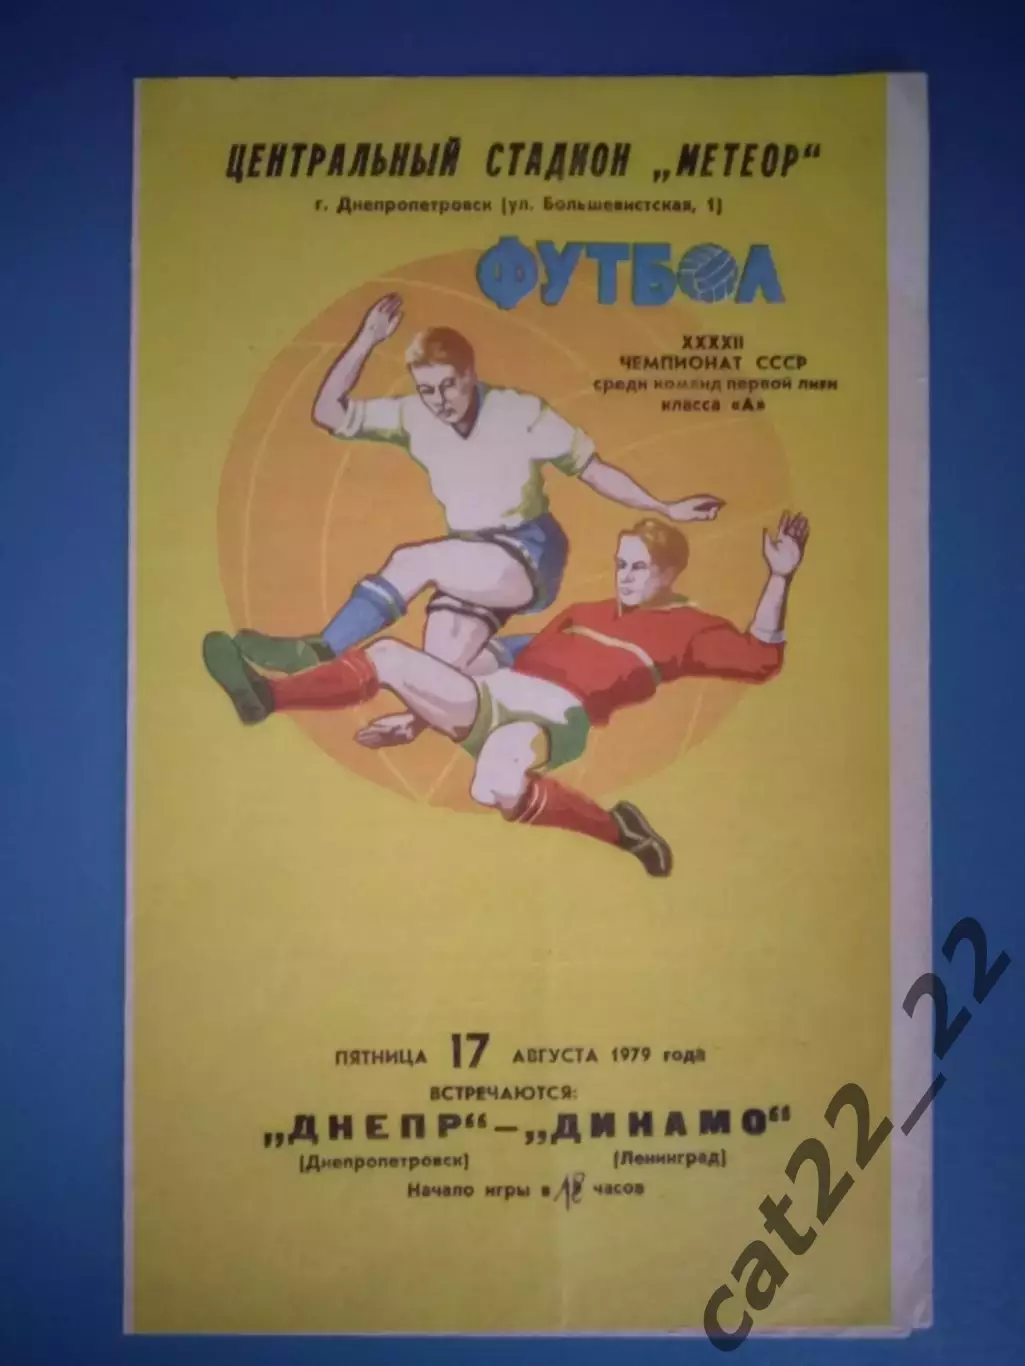 ЦЕНТРАЛЬНЫЙ СТАДИОН „МЕТЕОР“
г. Днепропетровск (ул. Большевистская, 1)
ФУТБОЛ
XXXXII
ЧЕМПИОНАТ СССР
среди команд первой лиги
класса «А»
ПЯТНИЦА 17 АВГУСТА 1979 года
ВСТРЕЧАЮТСЯ:
„ДНЕПР“ — „ДИНАМО“
(Днепропетровск) (Ленинград)
Начало игры в 18 часов
cat22_22